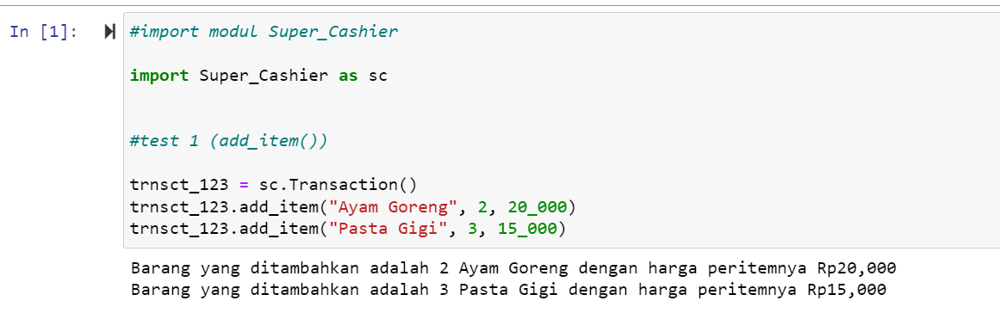 In [1]:
#import modul Super_Cashier
import Super_Cashier as sc
#test 1 (add_item())
trnsct_123 = sc.Transaction()
trnsct_123.add_item("Ayam Goreng", 2, 20_000)
trnsct_123.add_item("Pasta Gigi", 3, 15_000)
Barang yang ditambahkan adalah 2 Ayam Goreng dengan harga peritemnya Rp20,000
Barang yang ditambahkan adalah 3 Pasta Gigi dengan harga peritemnya Rp15,000